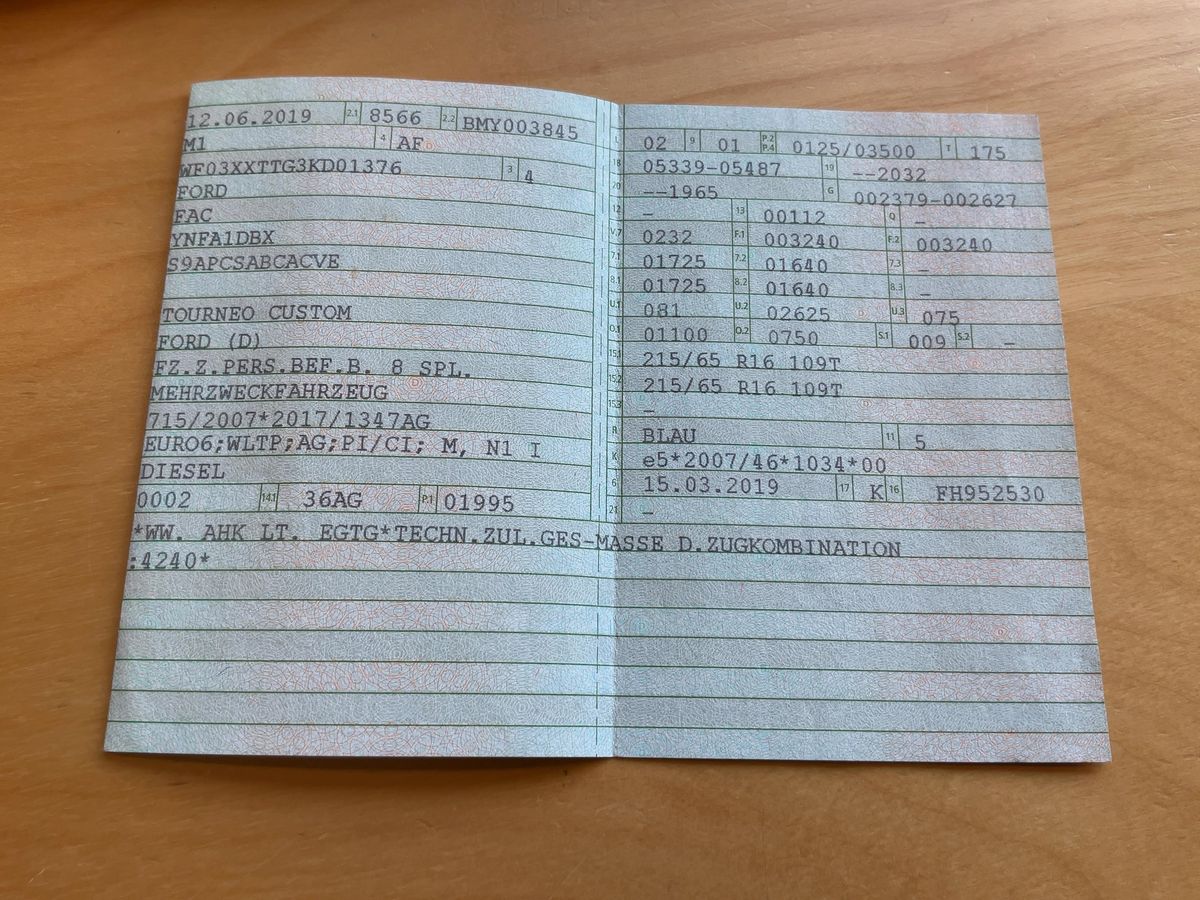 12.06.2019 2.1 8566 2.2 BMY003845
M1 4 AF
WF03XXTTG3KD01376 3 4
FORD
FAC
YNFA1DBX
S9APCSABCACVE
TOURNEO CUSTOM
FORD (D)
FZ.Z.PERS.BEF.B. 8 SPL.
MEHRZWECKFAHRZEUG
715/2007*2017/1347AG
EURO6;WLTP;AG;PI/CI; M, N1 I
DIESEL
0002 14.1 36AG P.1 01995
*WW. AHK LT. EGTG*TECHN.ZUL.GES-MASSE D.ZUGKOMBINATION
:4240*
02 9 01 P.2 P.4 0125/03500 T 175
18 05339-05487 19 --2032
20 --1965 G 002379-002627
12 – 13 00112 Q –
V.7 0232 F.1 003240 F.2 003240
7.1 01725 7.2 01640 7.3 –
8.1 01725 8.2 01640 8.3 –
U.1 081 U.2 02625 U.3 075
O.1 01100 O.2 0750 S.1 009 S.2 –
15.1 215/65 R16 109T
15.2 215/65 R16 109T
15.3 –
R BLAU 11 5
K e5*2007/46*1034*00
6 15.03.2019 17 K 16 FH952530
21 –